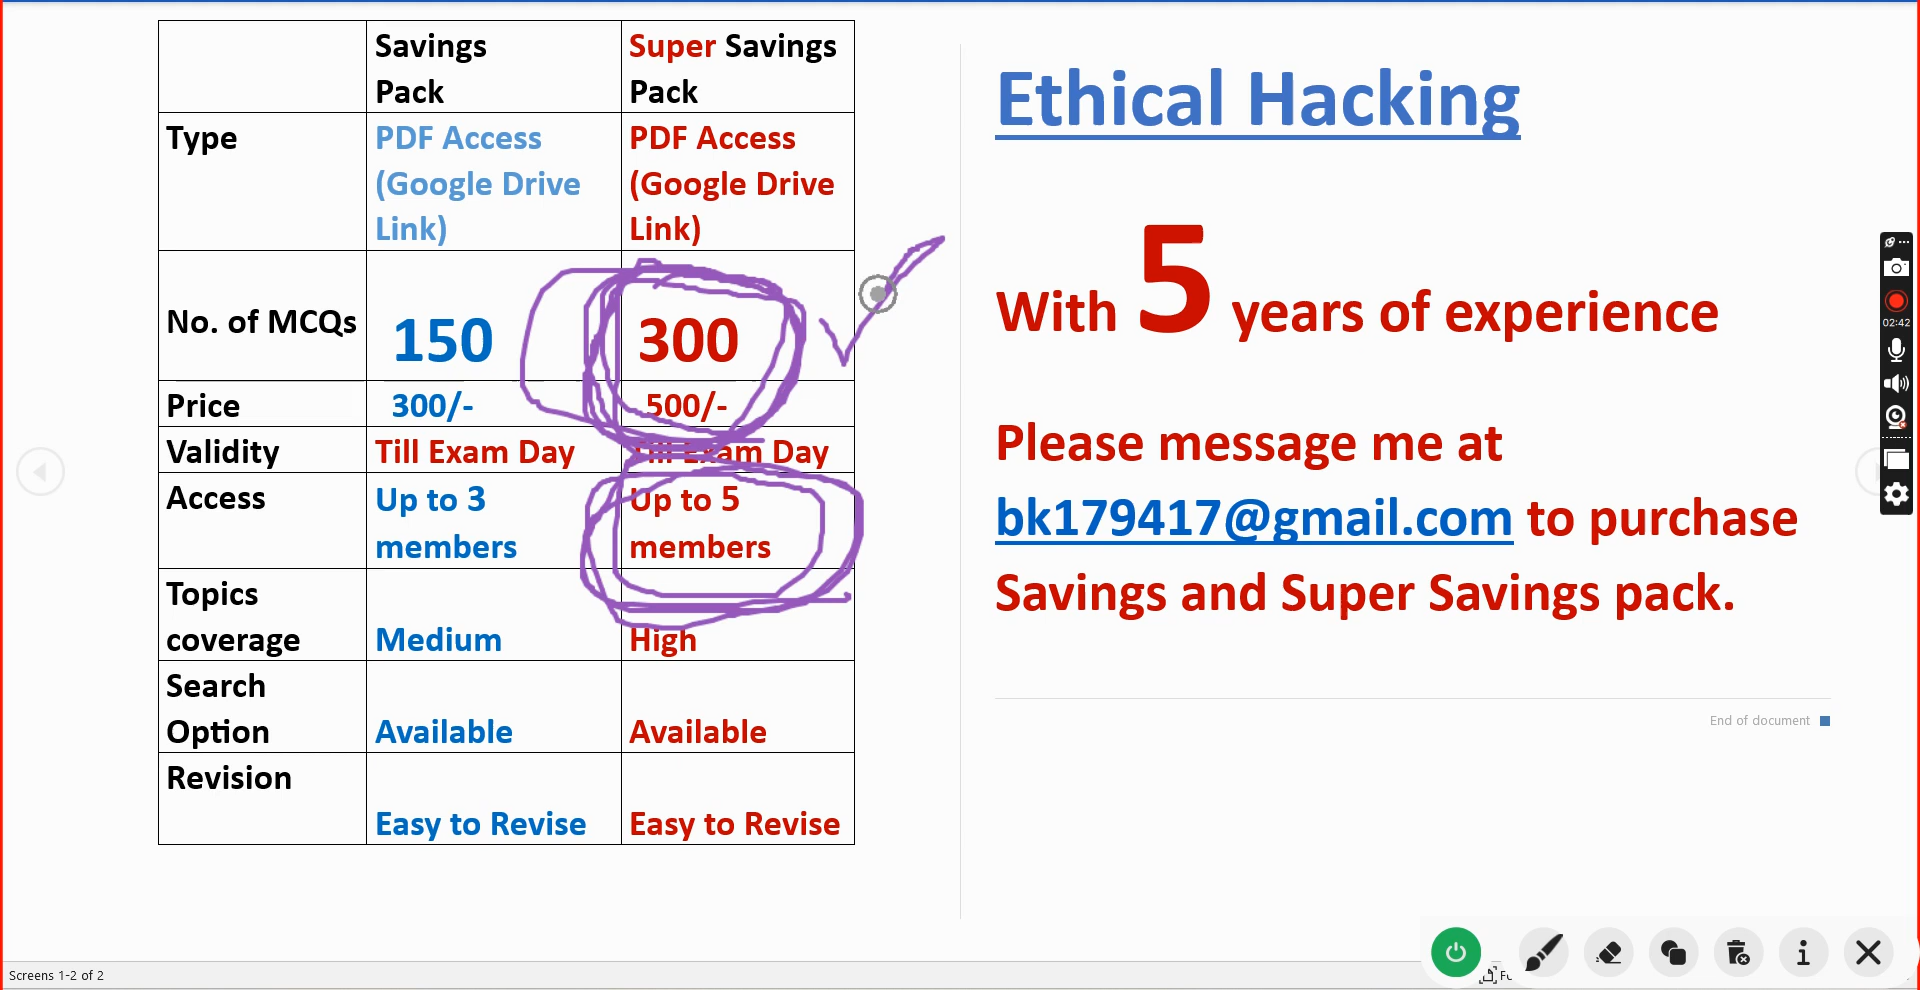 Savings Pack
Super Savings Pack
Type
PDF Access
(Google Drive
Link)
PDF Access
(Google Drive
Link)
No. of MCQs
150
300
Price
300/-
500/-
Validity
Till Exam Day
Till Exam Day
Access
Up to 3
members
Up to 5
members
Topics
coverage
Medium
High
Search
Option
Available
Available
Revision
Easy to Revise
Easy to Revise
Ethical Hacking
With 5 years of experience
Please message me at
bk179417@gmail.com to purchase
Savings and Super Savings pack.
End of document
02:42
Screens 1-2 of 2